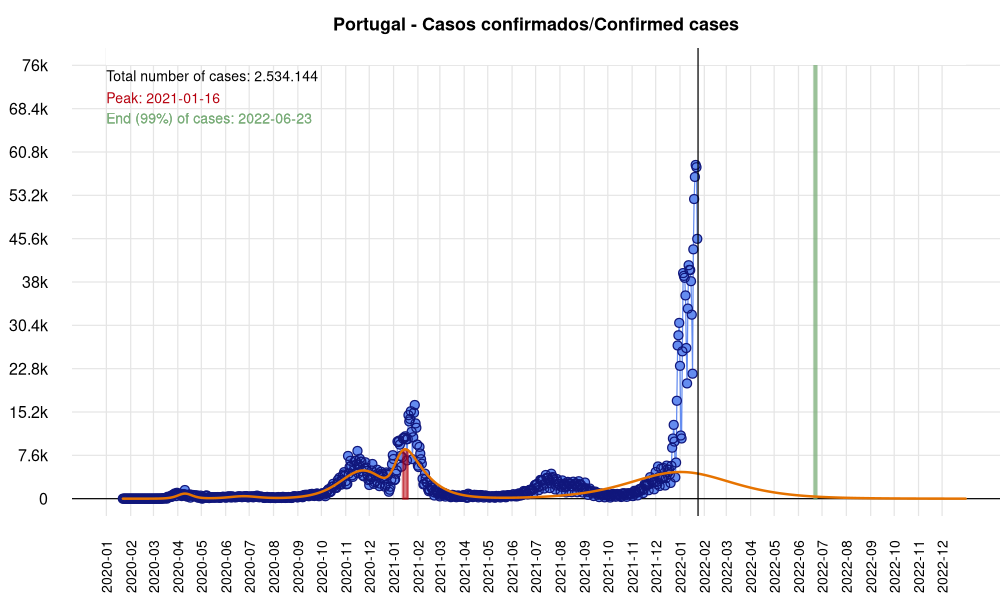 Portugal - Casos confirmados/Confirmed cases
Total number of cases: 2.534.144
Peak: 2021-01-16
End (99%) of cases: 2022-06-23
76k
68.4k
60.8k
53.2k
45.6k
38k
30.4k
22.8k
15.2k
7.6k
0
2020-01
2020-02
2020-03
2020-04
2020-05
2020-06
2020-07
2020-08
2020-09
2020-10
2020-11
2020-12
2021-01
2021-02
2021-03
2021-04
2021-05
2021-06
2021-07
2021-08
2021-09
2021-10
2021-11
2021-12
2022-01
2022-02
2022-03
2022-04
2022-05
2022-06
2022-07
2022-08
2022-09
2022-10
2022-11
2022-12